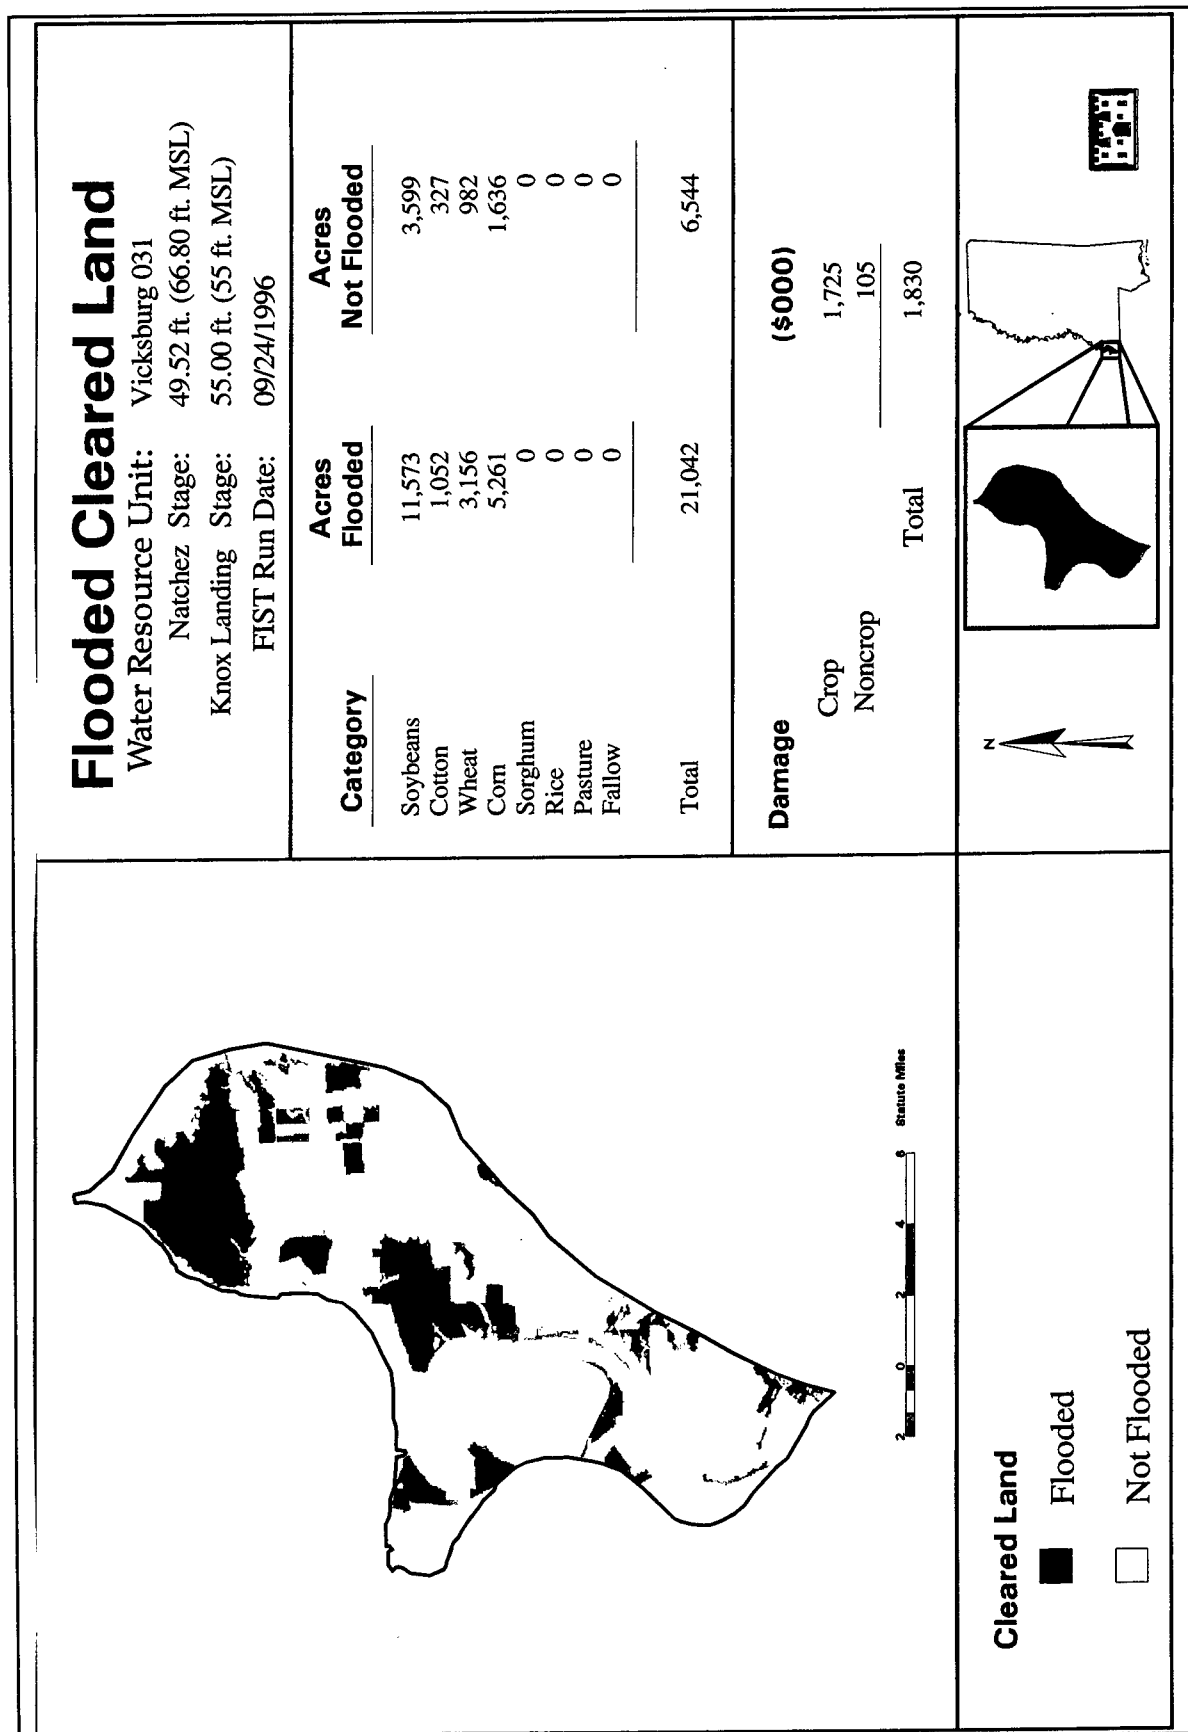 Flooded Cleared Land
Water Resource Unit: Vicksburg 031
Natchez Stage: 49.52 ft. (66.80 ft. MSL)
Knox Landing Stage: 55.00 ft. (55 ft. MSL)
FIST Run Date: 09/24/1996
Category Acres Flooded Acres Not Flooded
Soybeans 11,573 3,599
Cotton 1,052 327
Wheat 3,156 982
Corn 5,261 1,636
Sorghum 0 0
Rice 0 0
Pasture 0 0
Fallow 0 0
Total 21,042 6,544
Damage ($000)
Crop 1,725
Noncrop 105
Total 1,830
N
2 0 2 4 6 Statute Miles
Cleared Land
Flooded
Not Flooded